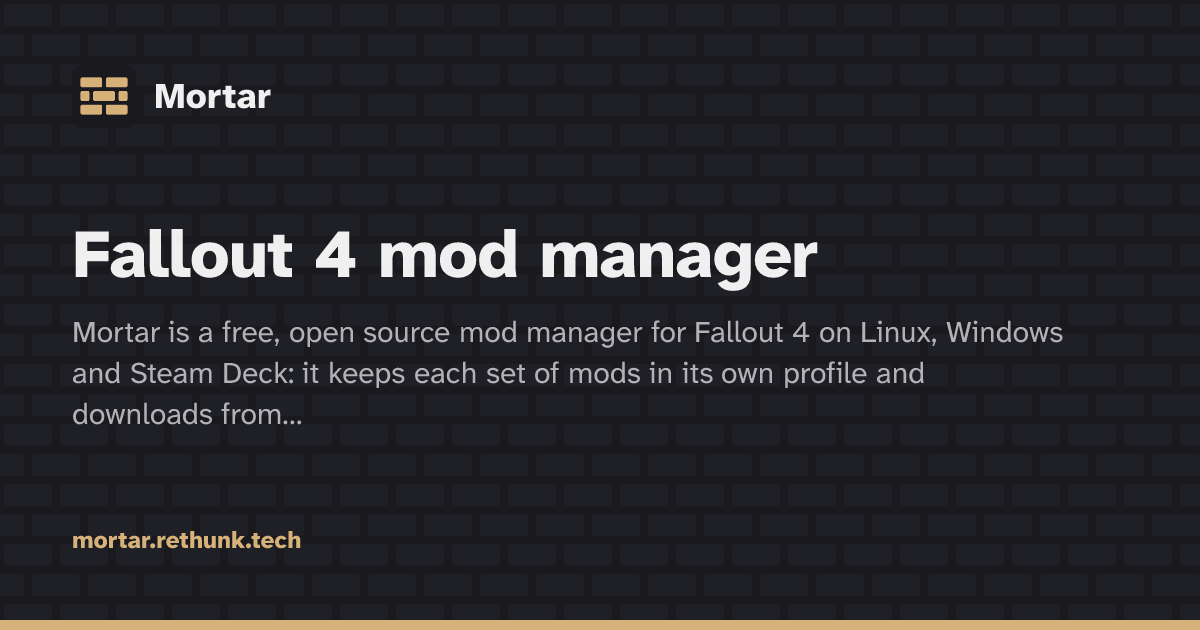 Mortar
Fallout 4 mod manager
Mortar is a free, open source mod manager for Fallout 4 on Linux, Windows
and Steam Deck: it keeps each set of mods in its own profile and
downloads from...
mortar.rethunk.tech